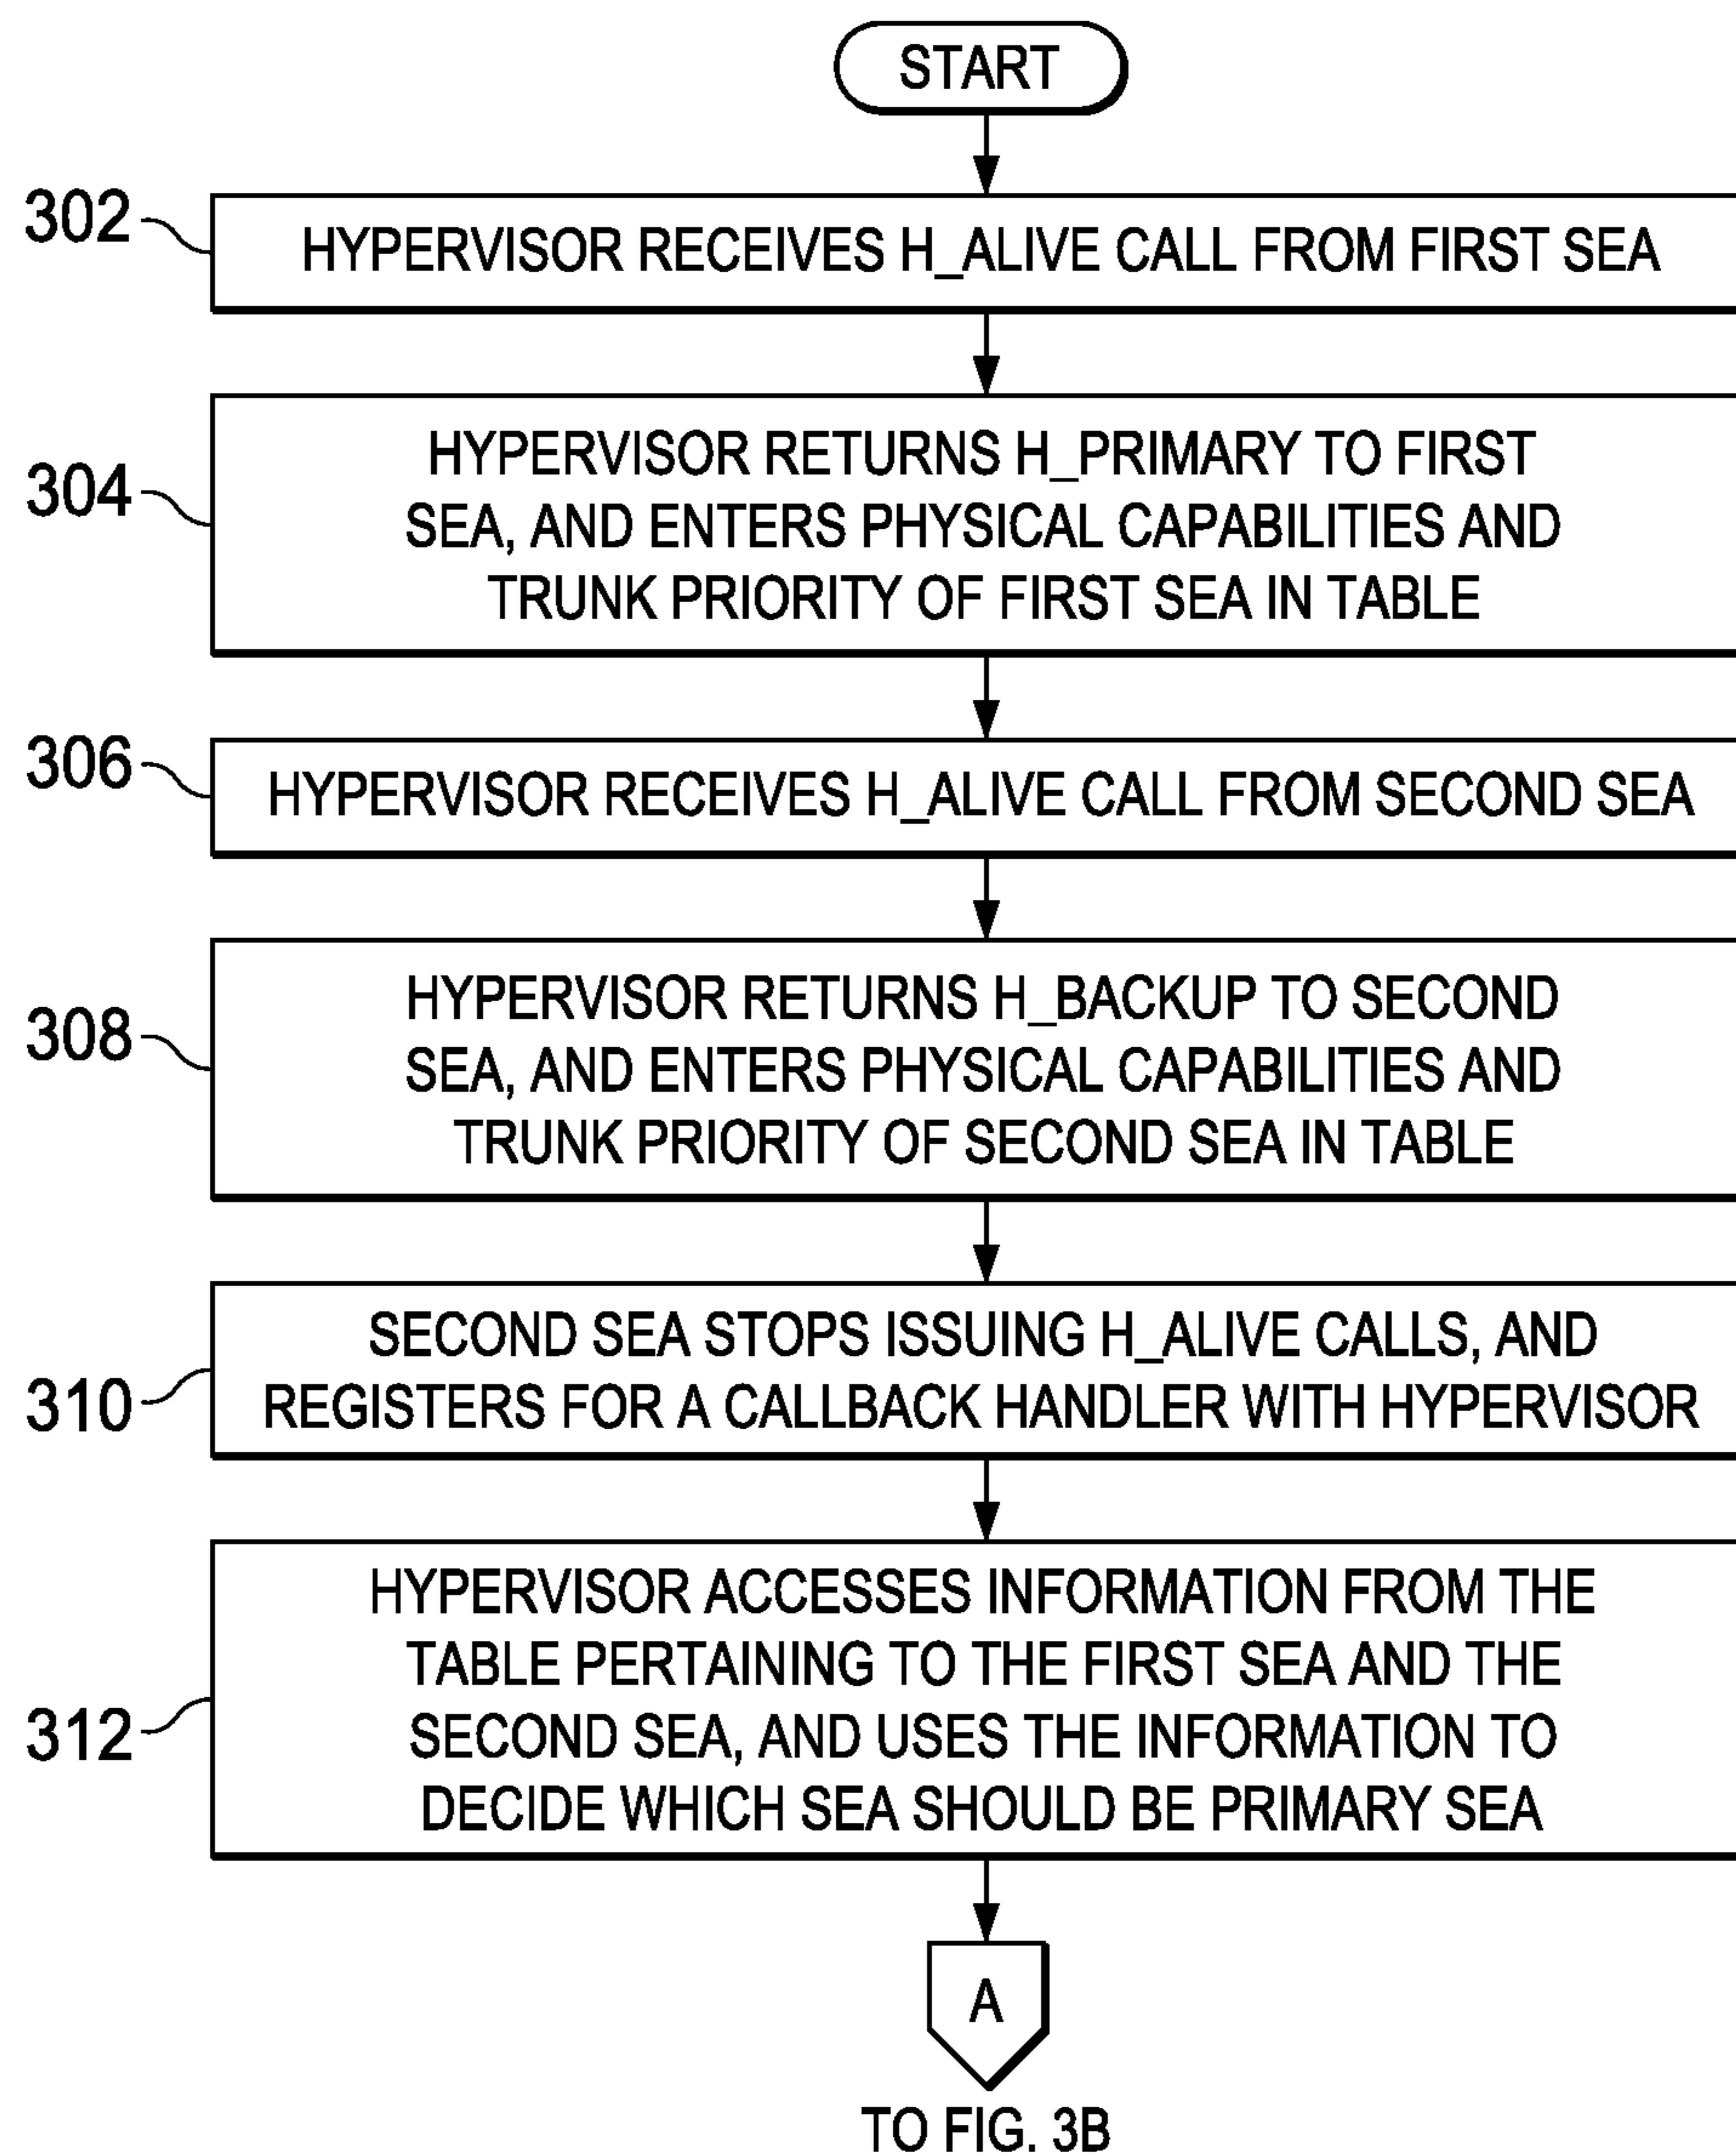 START
302
HYPERVISOR RECEIVES H_ALIVE CALL FROM FIRST SEA
304
HYPERVISOR RETURNS H_PRIMARY TO FIRST
SEA, AND ENTERS PHYSICAL CAPABILITIES AND
TRUNK PRIORITY OF FIRST SEA IN TABLE
306
HYPERVISOR RECEIVES H_ALIVE CALL FROM SECOND SEA
308
HYPERVISOR RETURNS H_BACKUP TO SECOND
SEA, AND ENTERS PHYSICAL CAPABILITIES AND
TRUNK PRIORITY OF SECOND SEA IN TABLE
310
SECOND SEA STOPS ISSUING H_ALIVE CALLS, AND
REGISTERS FOR A CALLBACK HANDLER WITH HYPERVISOR
312
HYPERVISOR ACCESSES INFORMATION FROM THE
TABLE PERTAINING TO THE FIRST SEA AND THE
SECOND SEA, AND USES THE INFORMATION TO
DECIDE WHICH SEA SHOULD BE PRIMARY SEA
A
TO FIG. 3B